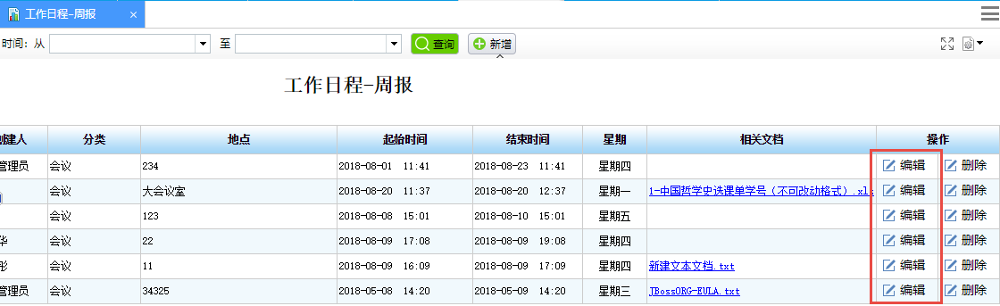 工作日程-周报 ×
时间: 从 至 查询 新增
工作日程-周报
创建人 分类 地点 起始时间 结束时间 星期 相关文档 操作
管理员 会议 234 2018-08-01 11:41 2018-08-23 11:41 星期四 编辑 删除
会议 大会议室 2018-08-20 11:37 2018-08-20 12:37 星期一 1-中国哲学史选课单学号（不可改动格式）.xls 编辑 删除
会议 123 2018-08-08 15:01 2018-08-10 15:01 星期五 编辑 删除
华 会议 22 2018-08-09 17:08 2018-08-09 19:08 星期四 编辑 删除
彤 会议 11 2018-08-09 16:09 2018-08-09 17:09 星期四 新建文本文档.txt 编辑 删除
管理员 会议 34325 2018-05-08 14:20 2018-05-09 14:20 星期三 JBossORG-EULA.txt 编辑 删除